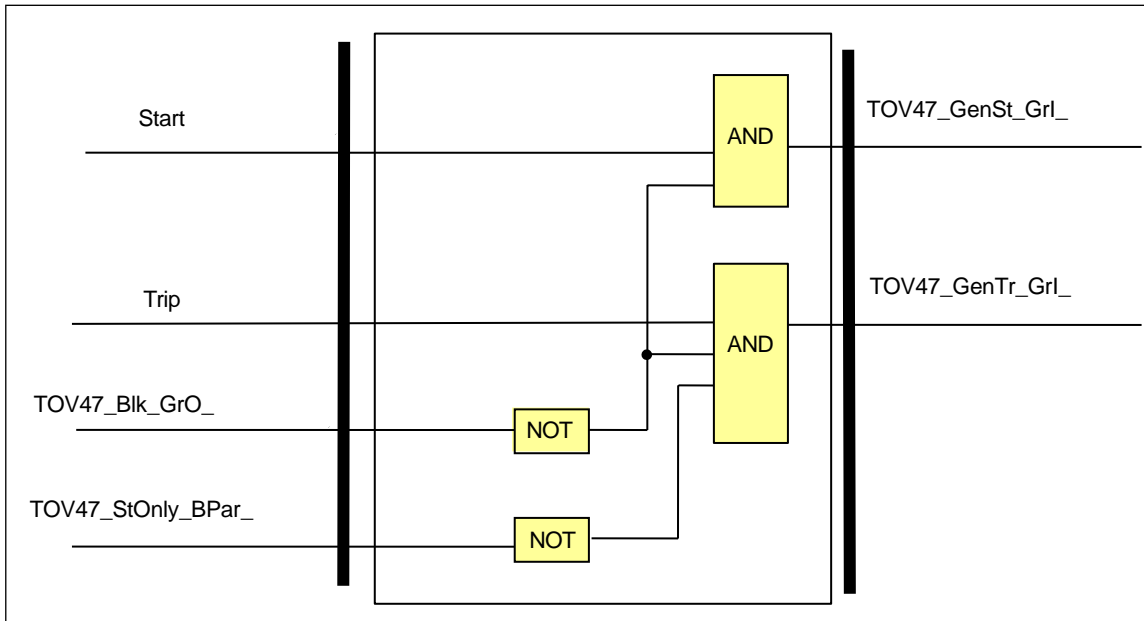 Start
AND
TOV47_GenSt_GrI_
Trip
AND
TOV47_GenTr_GrI_
TOV47_Blk_GrO_
NOT
TOV47_StOnly_BPar_
NOT